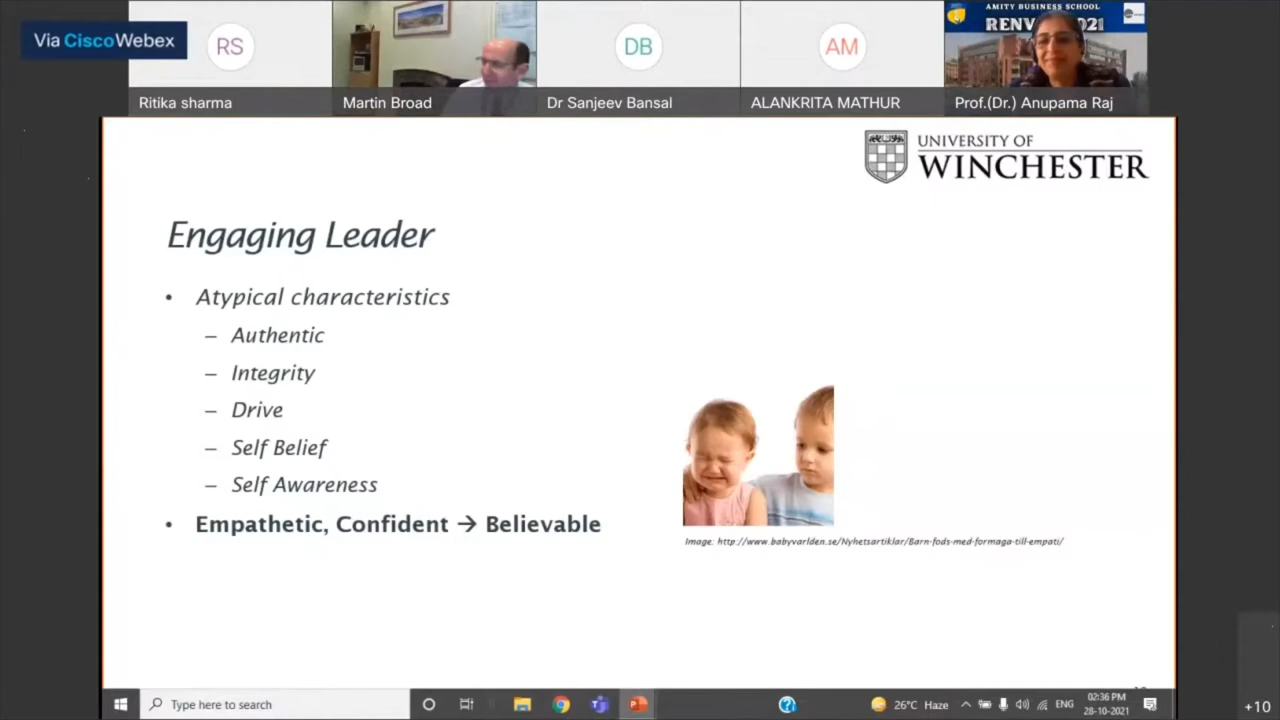 Via Cisco Webex
RS
DB
AM
AMITY BUSINESS SCHOOL
Ritika sharma
Martin Broad
Dr Sanjeev Bansal
ALANKRITA MATHUR
Prof.(Dr.) Anupama Raj
UNIVERSITY OF
WINCHESTER
Engaging Leader
• Atypical characteristics
– Authentic
– Integrity
– Drive
– Self Belief
– Self Awareness
• Empathetic, Confident → Believable
Image: http://www.babyvarlden.se/Nyhetsartiklar/Barn-fods-med-formaga-till-empati/
Type here to search
26°C Haze
ENG
02:36 PM
28-10-2021
+10